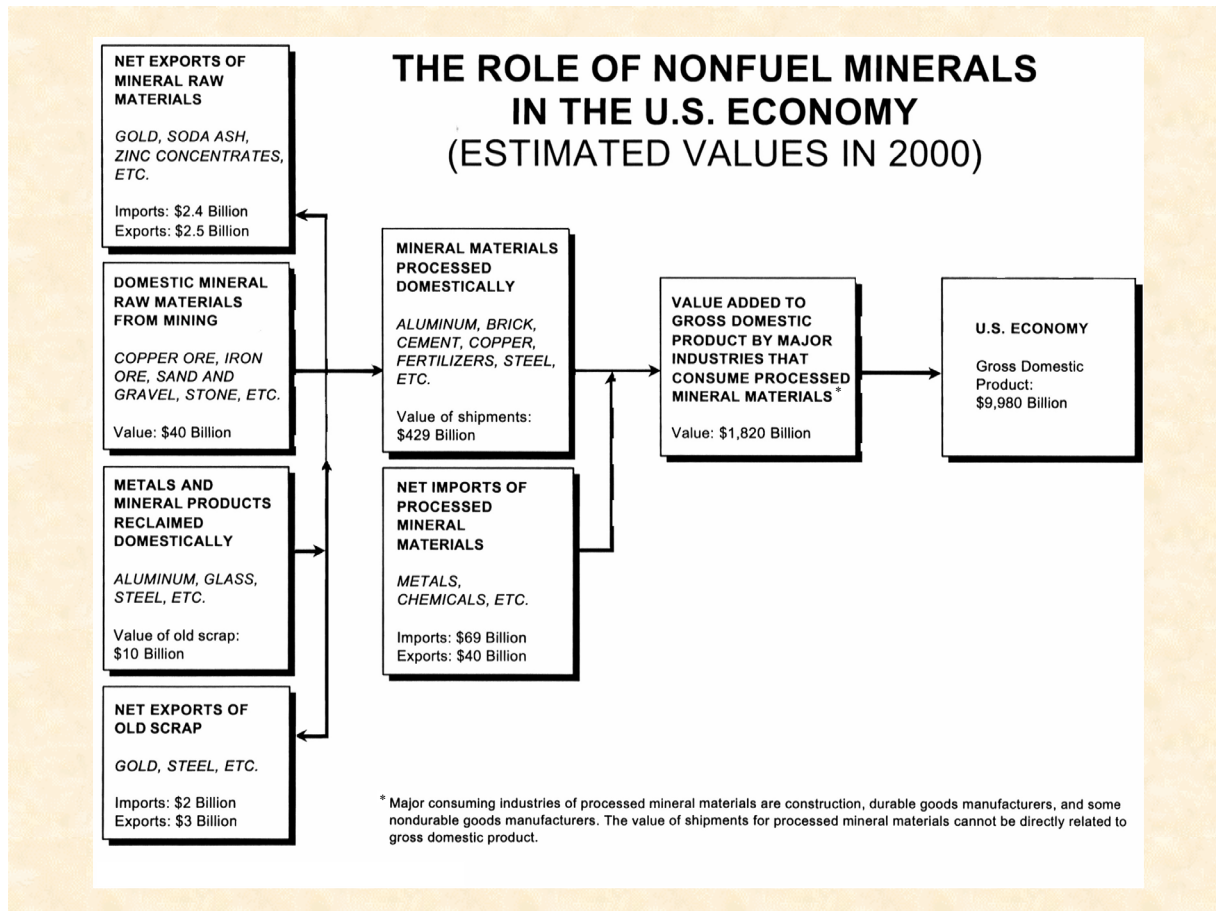 THE ROLE OF NONFUEL MINERALS
IN THE U.S. ECONOMY
(ESTIMATED VALUES IN 2000)
NET EXPORTS OF
MINERAL RAW
MATERIALS
GOLD, SODA ASH,
ZINC CONCENTRATES,
ETC.
Imports: $2.4 Billion
Exports: $2.5 Billion
DOMESTIC MINERAL
RAW MATERIALS
FROM MINING
COPPER ORE, IRON
ORE, SAND AND
GRAVEL, STONE, ETC.
Value: $40 Billion
METALS AND
MINERAL PRODUCTS
RECLAIMED
DOMESTICALLY
ALUMINUM, GLASS,
STEEL, ETC.
Value of old scrap:
$10 Billion
NET EXPORTS OF
OLD SCRAP
GOLD, STEEL, ETC.
Imports: $2 Billion
Exports: $3 Billion
MINERAL MATERIALS
PROCESSED
DOMESTICALLY
ALUMINUM, BRICK,
CEMENT, COPPER,
FERTILIZERS, STEEL,
ETC.
Value of shipments:
$429 Billion
NET IMPORTS OF
PROCESSED
MINERAL
MATERIALS
METALS,
CHEMICALS, ETC.
Imports: $69 Billion
Exports: $40 Billion
VALUE ADDED TO
GROSS DOMESTIC
PRODUCT BY MAJOR
INDUSTRIES THAT
CONSUME PROCESSED
MINERAL MATERIALS*
Value: $1,820 Billion
U.S. ECONOMY
Gross Domestic
Product:
$9,980 Billion
* Major consuming industries of processed mineral materials are construction, durable goods manufacturers, and some
nondurable goods manufacturers. The value of shipments for processed mineral materials cannot be directly related to
gross domestic product.